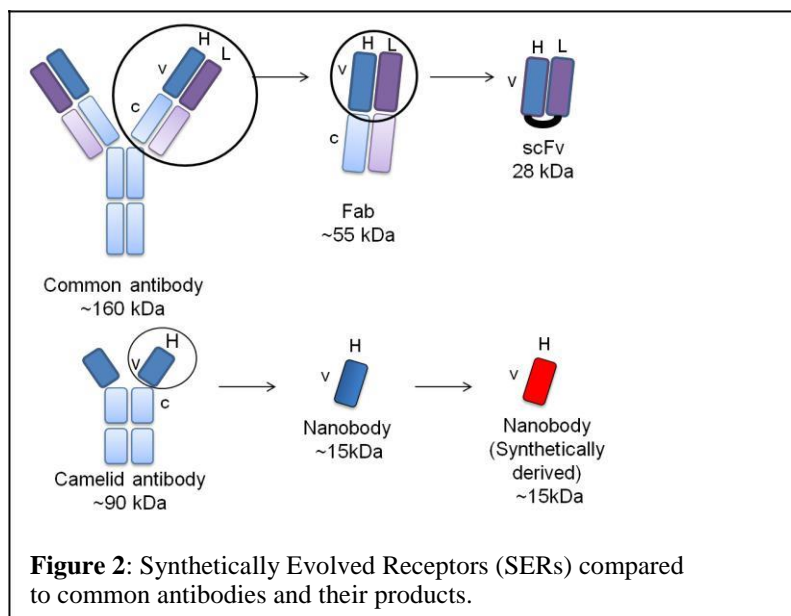 H
L
v
c
Common antibody
~160 kDa
H L
v
c
Fab
~55 kDa
H L
v
scFv
28 kDa
H
v
c
Camelid antibody
~90 kDa
H
v
Nanobody
~15kDa
H
v
Nanobody
(Synthetically
derived)
~15kDa
Figure 2: Synthetically Evolved Receptors (SERs) compared
to common antibodies and their products.